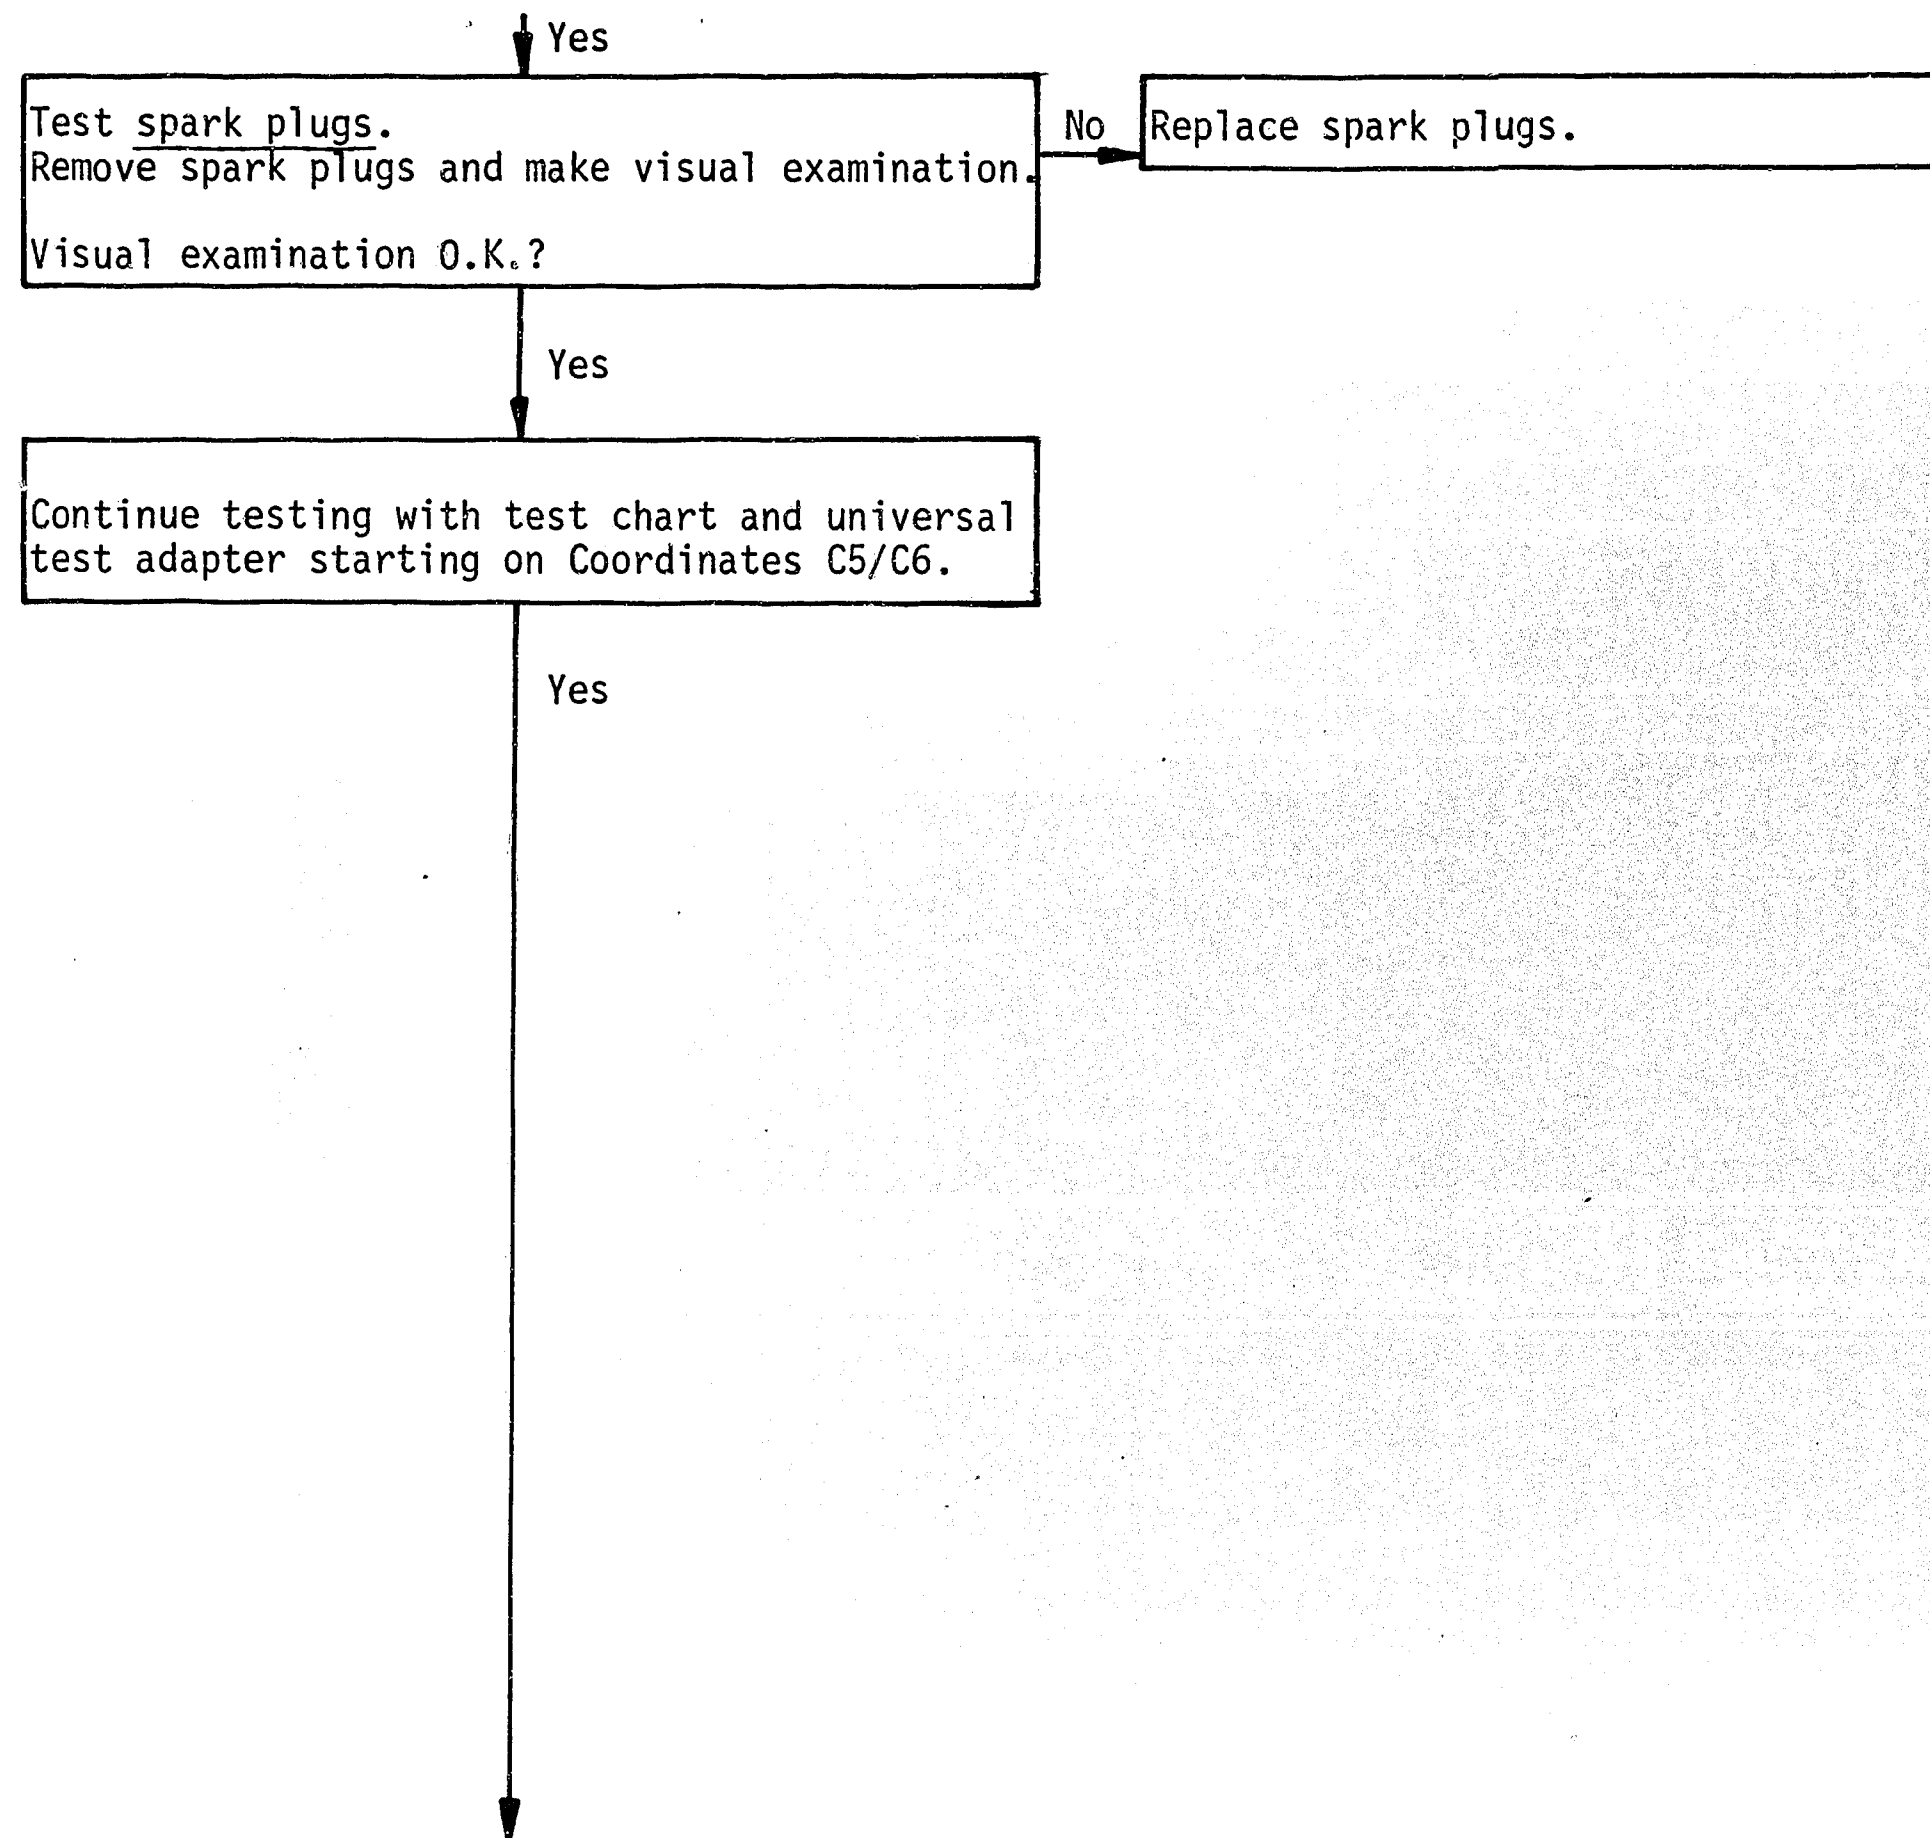 Yes
Test spark plugs.
Remove spark plugs and make visual examination.
Visual examination O.K.?
No
Replace spark plugs.
Yes
Continue testing with test chart and universal
test adapter starting on Coordinates C5/C6.
Yes